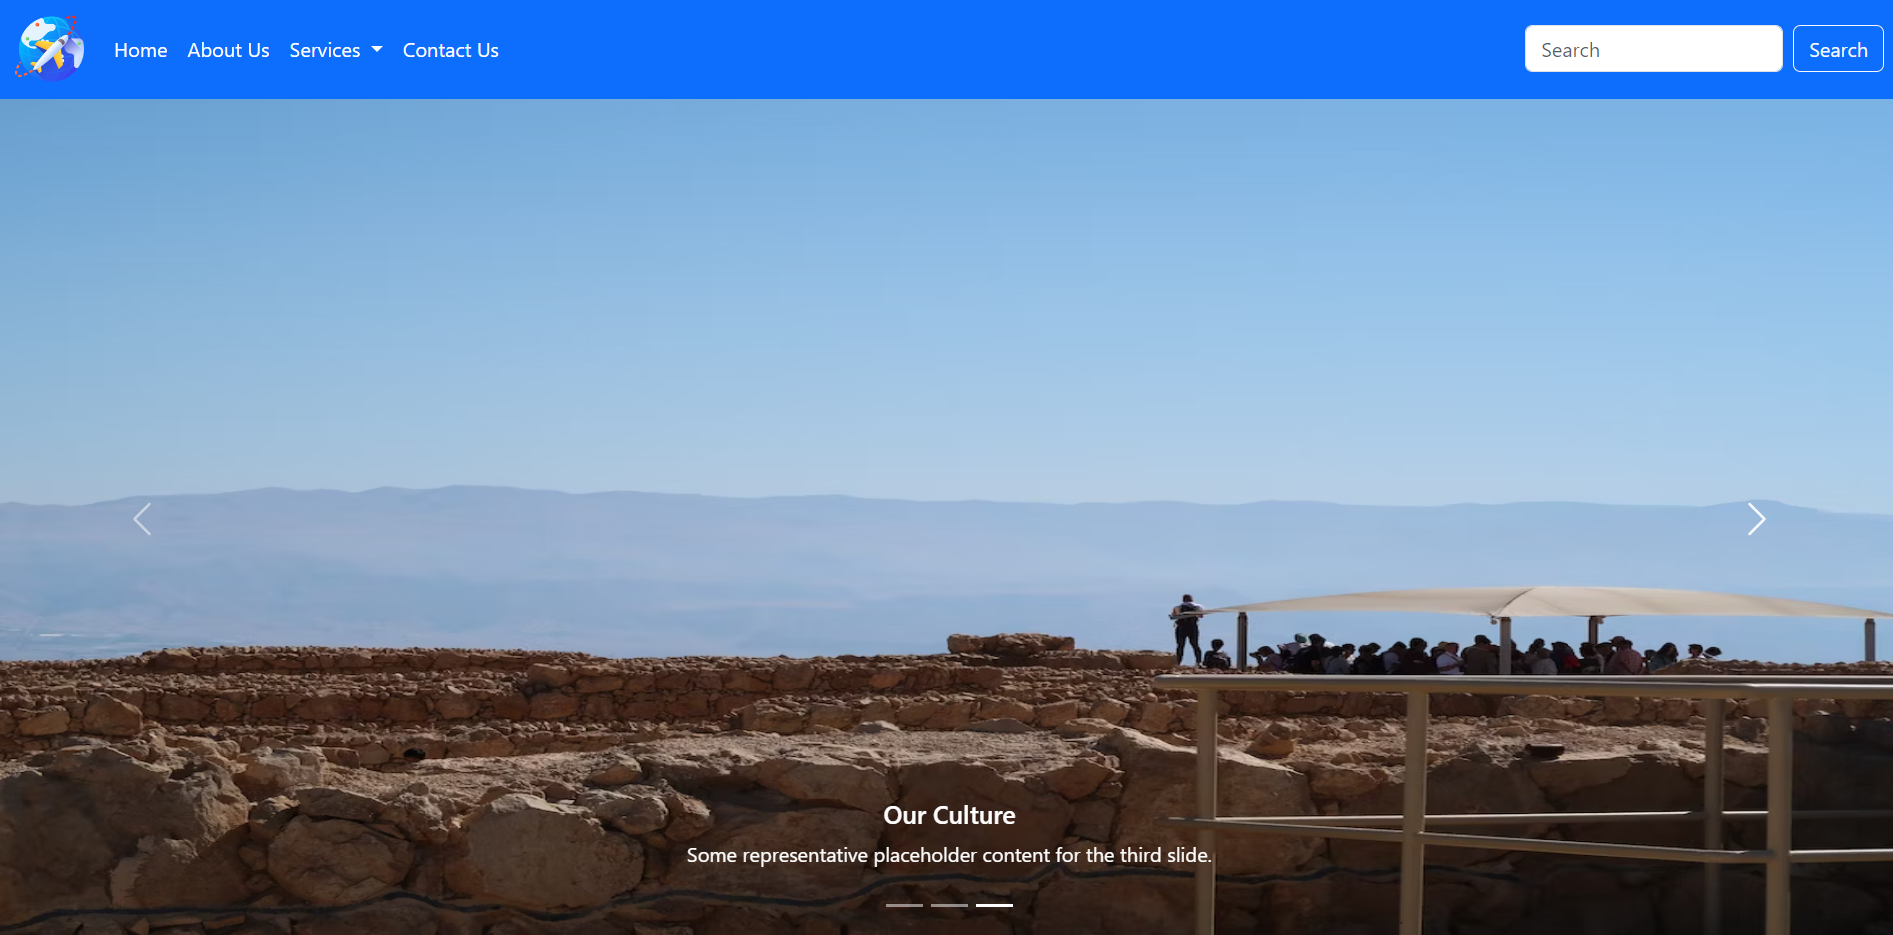 Home About Us Services Contact Us Search Search
Our Culture
Some representative placeholder content for the third slide.